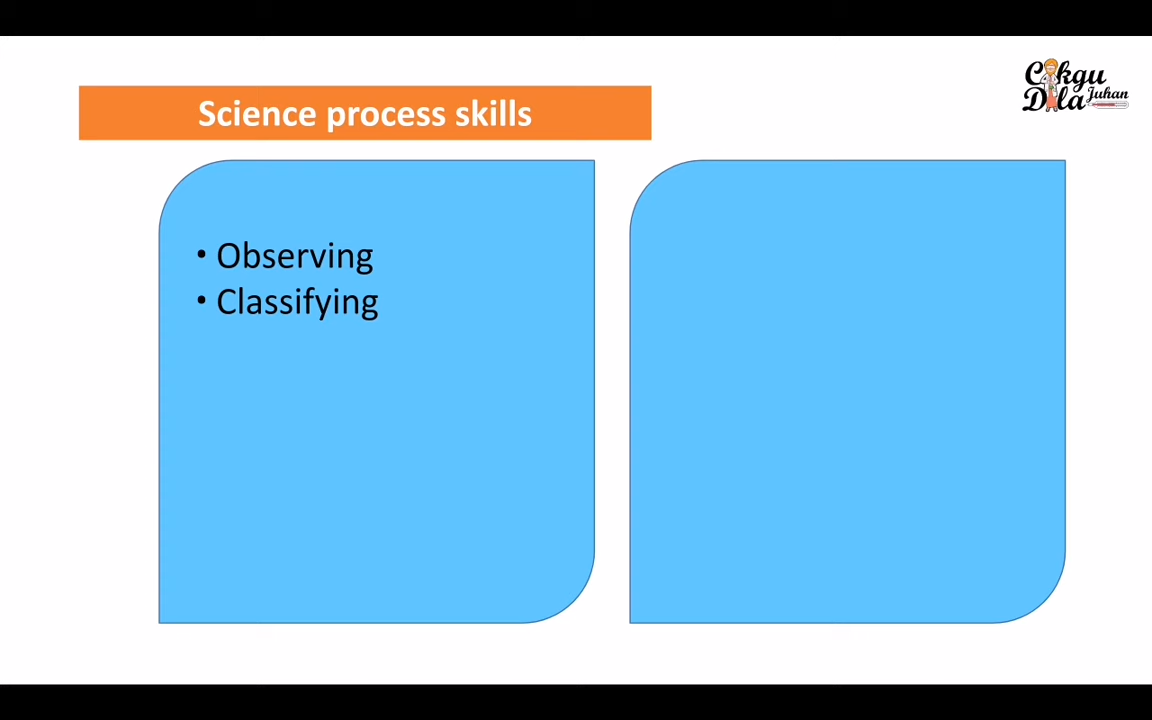 Science process skills
Cikgu
Dila Juhan
• Observing
• Classifying